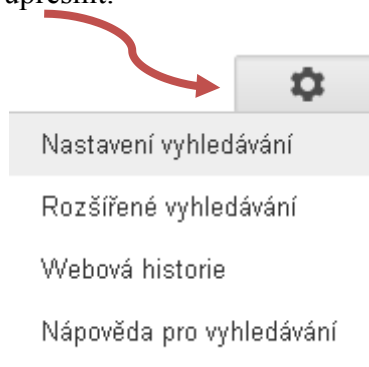 upřesnit.
Nastavení vyhledávání
Rozšířené vyhledávání
Webová historie
Nápověda pro vyhledávání